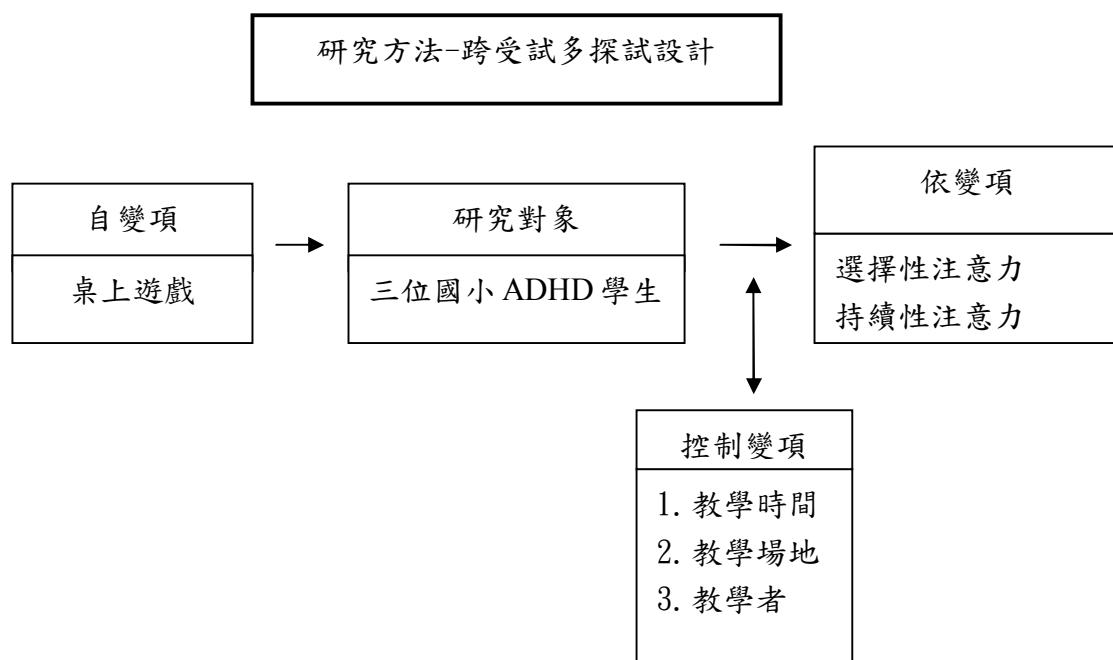 研究方法-跨受試多探試設計
自變項
桌上遊戲
研究對象
三位國小 ADHD 學生
依變項
選擇性注意力
持續性注意力
控制變項
1. 教學時間
2. 教學場地
3. 教學者